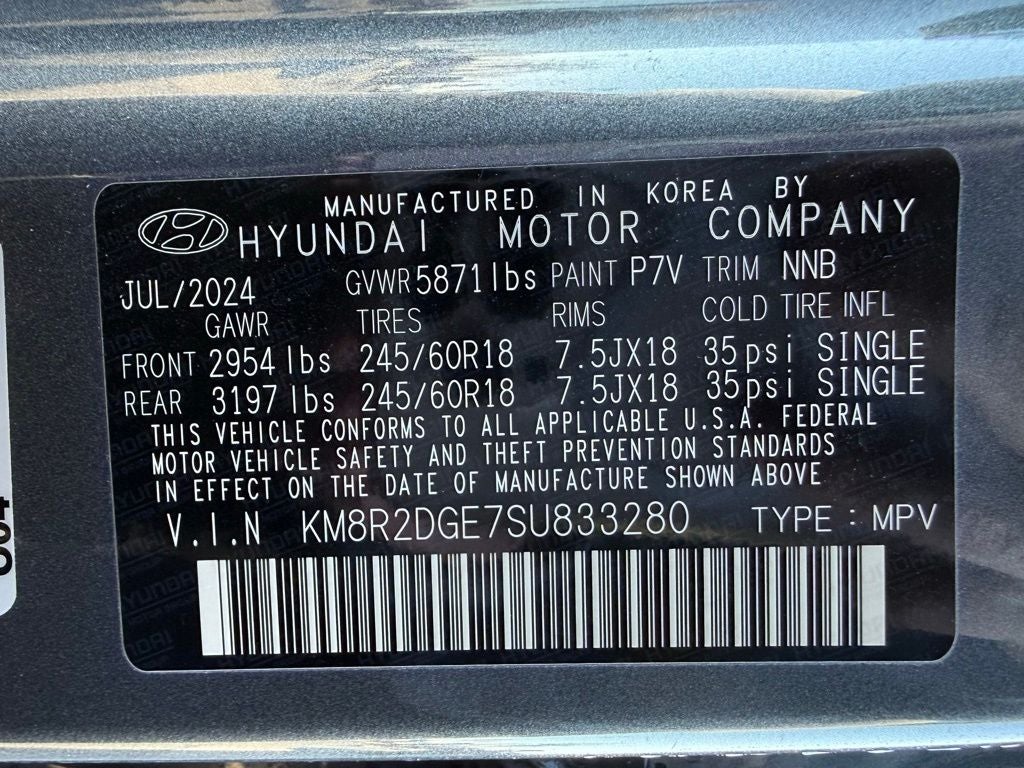 MANUFACTURED IN KOREA BY
HYUNDAI MOTOR COMPANY
JUL/2024 GVWR 5871lbs PAINT P7V TRIM NNB
GAWR TIRES RIMS COLD TIRE INFL
FRONT 2954 lbs 245/60R18 7.5JX18 35psi SINGLE
REAR 3197 lbs 245/60R18 7.5JX18 35psi SINGLE
THIS VEHICLE CONFORMS TO ALL APPLICABLE U.S.A. FEDERAL
MOTOR VEHICLE SAFETY AND THEFT PREVENTION STANDARDS
IN EFFECT ON THE DATE OF MANUFACTURE SHOWN ABOVE
V.I.N KM8R2DGE7SU833280 TYPE : MPV